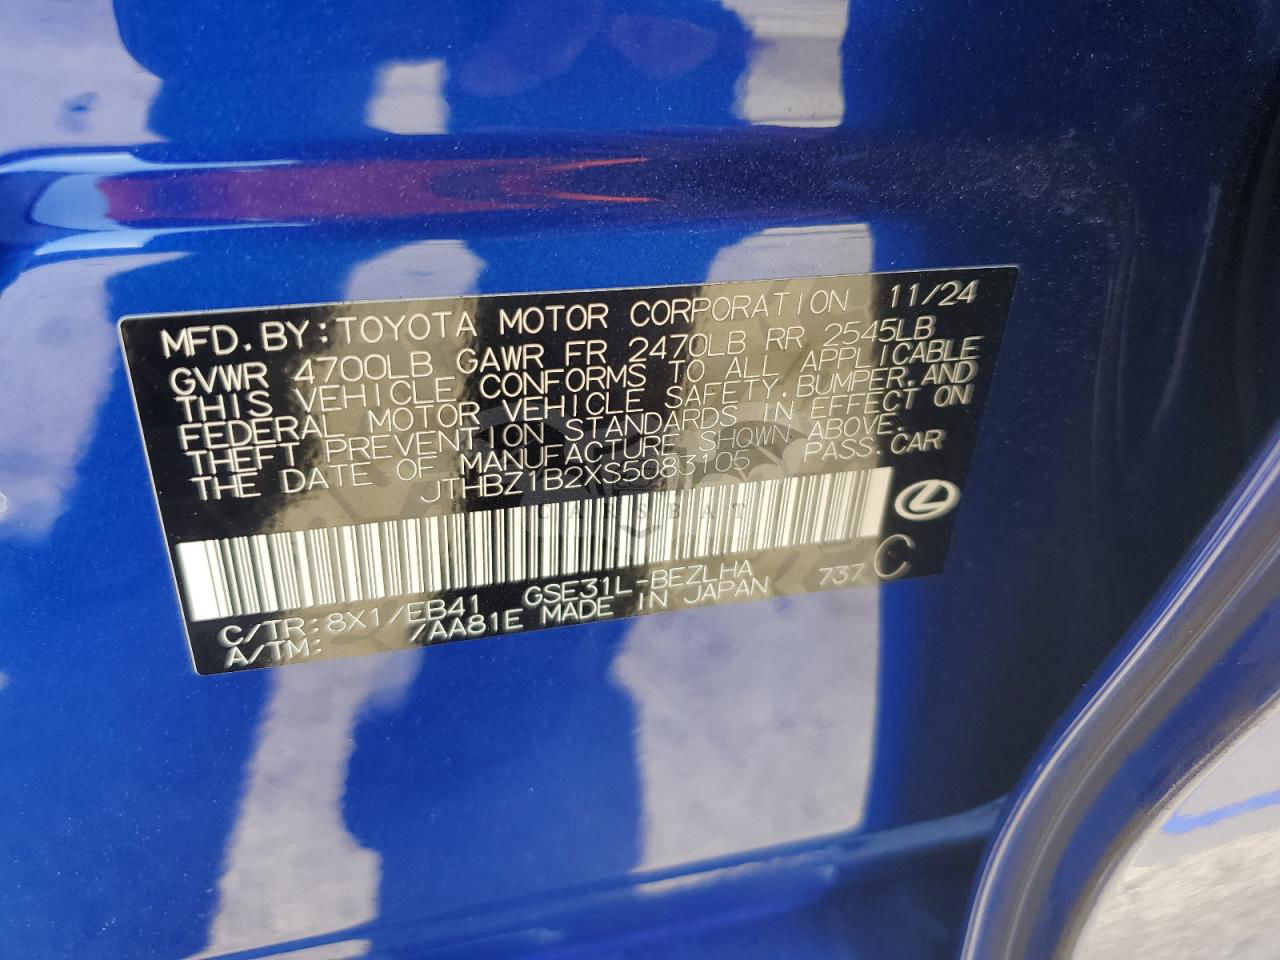 MFD. BY: TOYOTA MOTOR CORPORATION 11/24
GVWR 4700LB GAWR FR 2470LB RR 2545LB
THIS VEHICLE CONFORMS TO ALL APPLICABLE
FEDERAL MOTOR VEHICLE SAFETY, BUMPER, AND
THEFT PREVENTION STANDARDS IN EFFECT ON
THE DATE OF MANUFACTURE SHOWN ABOVE.
JTHBZ1B2XS5083105 PASS. CAR
CARSBAT
C/TR: 8X1/EB41 GSE31L-BEZLHA 737 C
A/TM: /AA81E MADE IN JAPAN